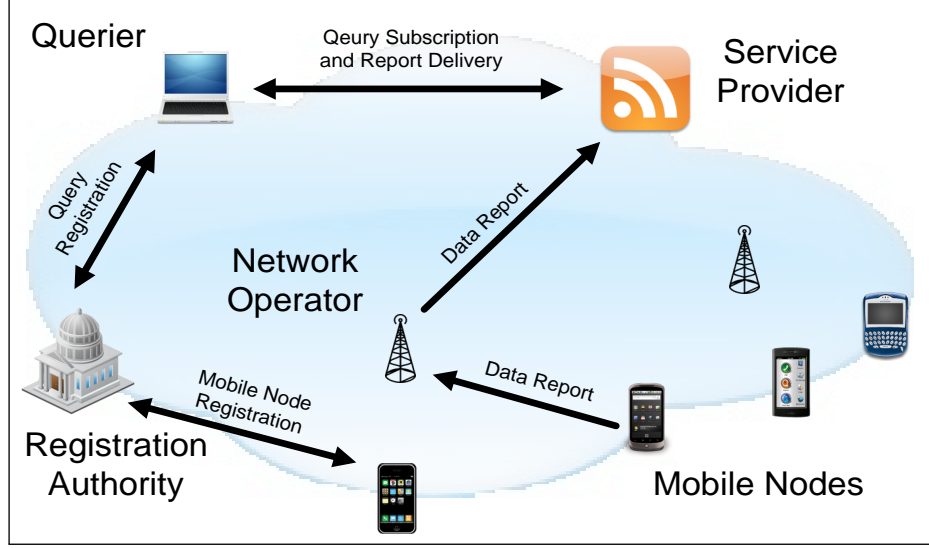 Querier
Qeury Subscription
and Report Delivery
Service
Provider
Query
Registration
Data Report
Network
Operator
Mobile Node
Registration
Data Report
Registration
Authority
Mobile Nodes